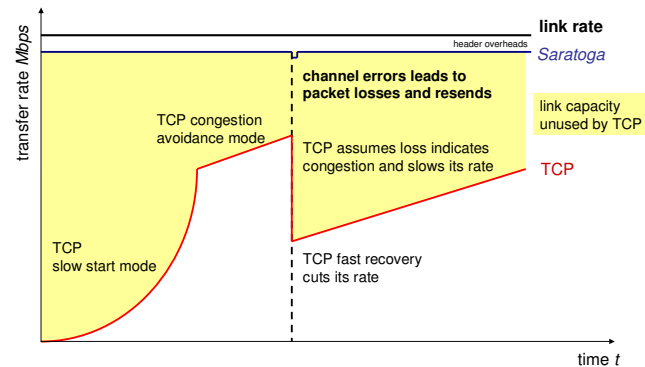 transfer rate Mbps
link rate
header overheads
Saratoga
channel errors leads to
packet losses and resends
link capacity
unused by TCP
TCP congestion
avoidance mode
TCP assumes loss indicates
congestion and slows its rate
TCP
TCP
slow start mode
TCP fast recovery
cuts its rate
time t